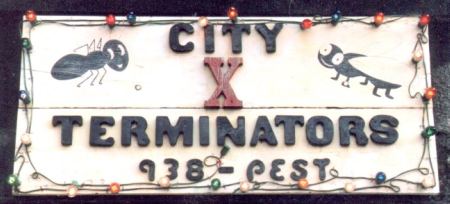 CITY
X
TERMINATORS
938-PEST